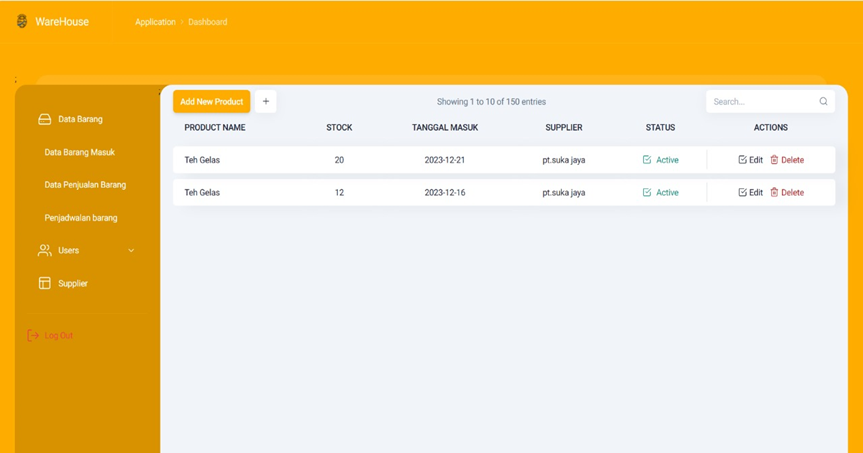 WareHouse
Application > Dashboard
Add New Product +
Showing 1 to 10 of 150 entries
Search...
PRODUCT NAME STOCK TANGGAL MASUK SUPPLIER STATUS ACTIONS
Teh Gelas 20 2023-12-21 pt.suka jaya Active Edit Delete
Teh Gelas 12 2023-12-16 pt.suka jaya Active Edit Delete
Data Barang
Data Barang Masuk
Data Penjualan Barang
Penjadwalan barang
Users
Supplier
Log Out